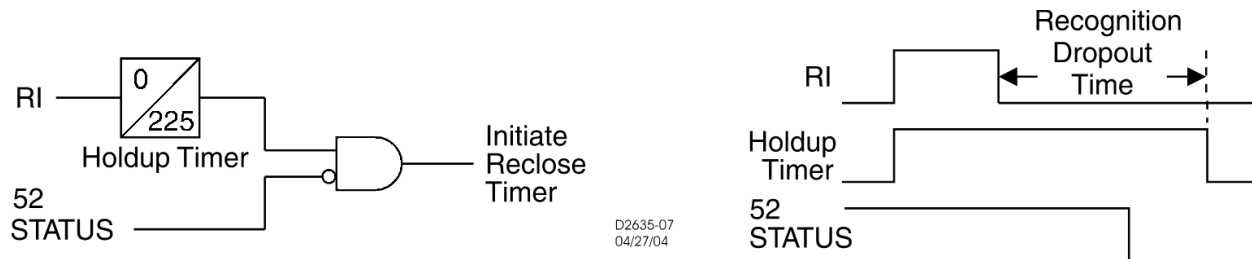 RI
0
225
Holdup Timer
52
STATUS
Initiate
Reclose
Timer
D2635-07
04/27/04
Recognition
Dropout
Time
RI
Holdup
Timer
52
STATUS